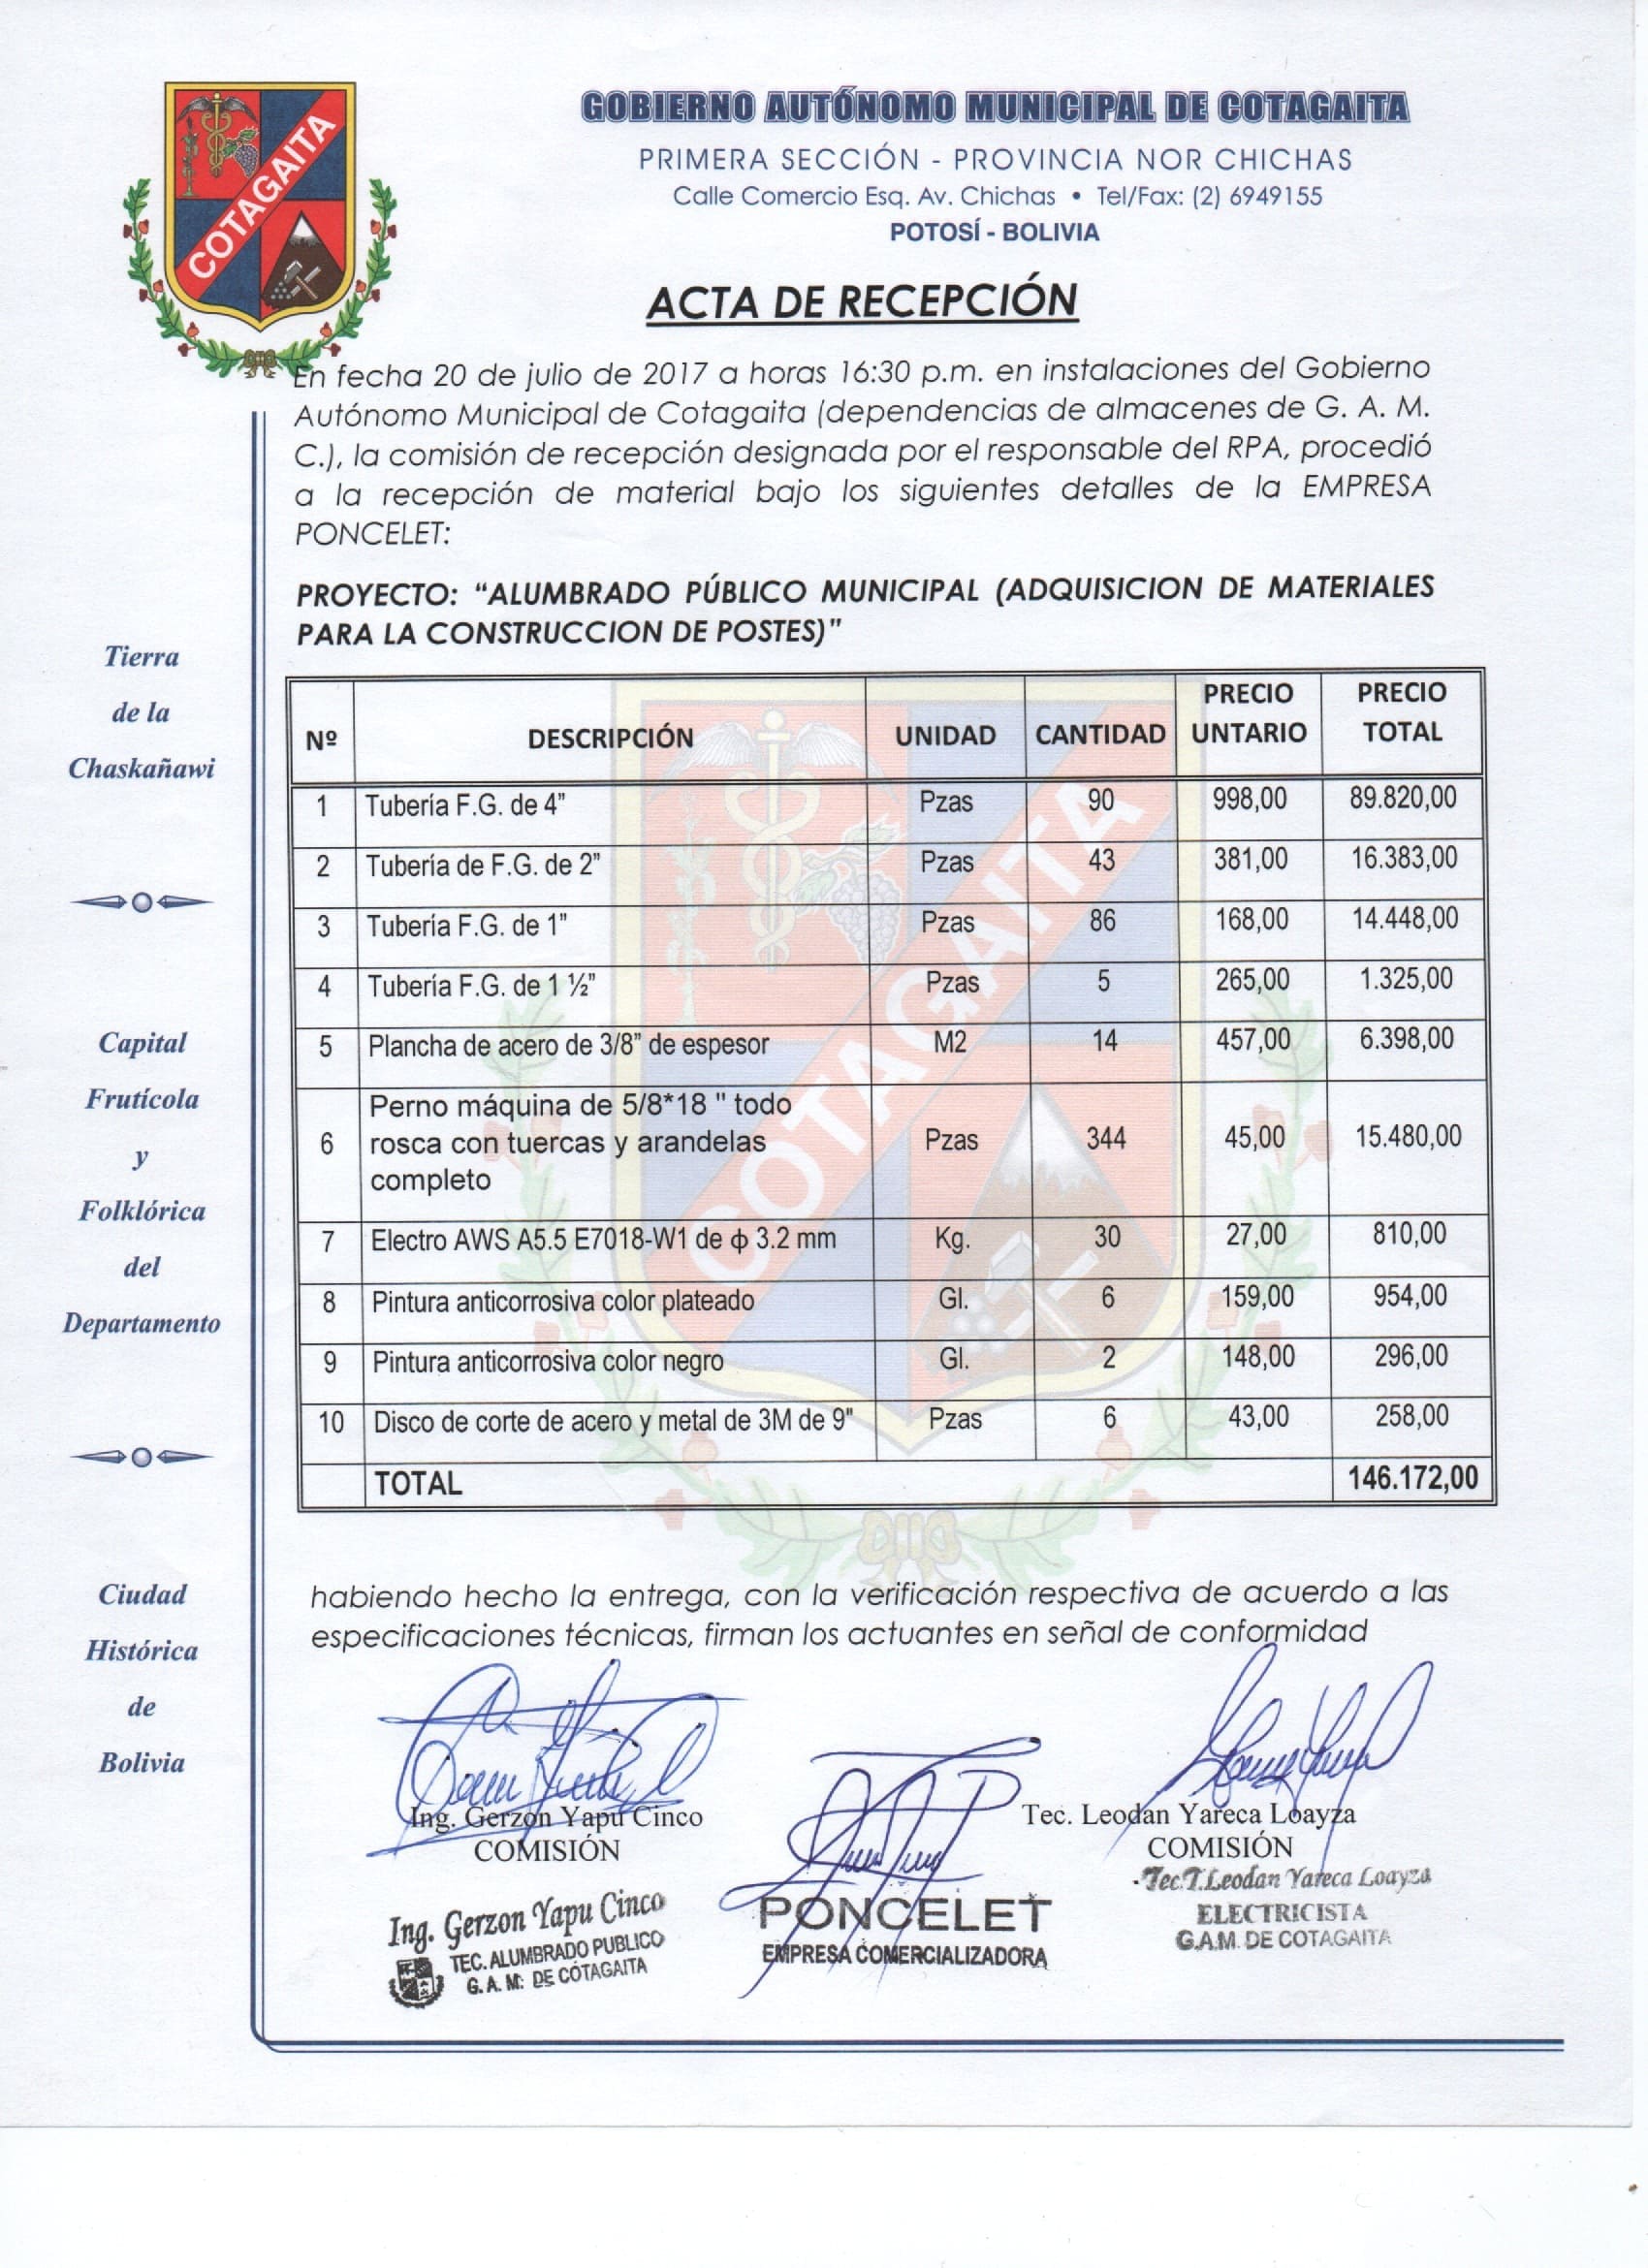 COTAGAITA
GOBIERNO AUTÓNOMO MUNICIPAL DE COTAGAITA
PRIMERA SECCIÓN - PROVINCIA NOR CHICHAS
Calle Comercio Esq. Av. Chichas • Tel/Fax: (2) 6949155
POTOSÍ - BOLIVIA
ACTA DE RECEPCIÓN
En fecha 20 de julio de 2017 a horas 16:30 p.m. en instalaciones del Gobierno
Autónomo Municipal de Cotagaita (dependencias de almacenes de G. A. M.
C.), la comisión de recepción designada por el responsable del RPA, procedió
a la recepción de material bajo los siguientes detalles de la EMPRESA
PONCELET:
PROYECTO: “ALUMBRADO PÚBLICO MUNICIPAL (ADQUISICION DE MATERIALES
PARA LA CONSTRUCCION DE POSTES)"
Nº DESCRIPCIÓN UNIDAD CANTIDAD PRECIO UNTARIO PRECIO TOTAL
1 Tubería F.G. de 4” Pzas 90 998,00 89.820,00
2 Tubería de F.G. de 2” Pzas 43 381,00 16.383,00
3 Tubería F.G. de 1” Pzas 86 168,00 14.448,00
4 Tubería F.G. de 1 ½” Pzas 5 265,00 1.325,00
5 Plancha de acero de 3/8” de espesor M2 14 457,00 6.398,00
6 Perno máquina de 5/8*18 " todo
rosca con tuercas y arandelas
completo Pzas 344 45,00 15.480,00
7 Electro AWS A5.5 E7018-W1 de ф 3.2 mm Kg. 30 27,00 810,00
8 Pintura anticorrosiva color plateado Gl. 6 159,00 954,00
9 Pintura anticorrosiva color negro Gl. 2 148,00 296,00
10 Disco de corte de acero y metal de 3M de 9" Pzas 6 43,00 258,00
TOTAL 146.172,00
COTAGAITA
habiendo hecho la entrega, con la verificación respectiva de acuerdo a las
especificaciones técnicas, firman los actuantes en señal de conformidad
Ing. Gerzon Yapu Cinco
COMISIÓN
Ing. Gerzon Yapu Cinco
TEC. ALUMBRADO PUBLICO
G. A. M. DE COTAGAITA
PONCELET
EMPRESA COMERCIALIZADORA
Tec. Leodan Yareca Loayza
COMISIÓN
Tec.T.Leodan Yareca Loayza
ELECTRICISTA
G.A.M. DE COTAGAITA
Tierra
de la
Chaskañawi
Capital
Frutícola
y
Folklórica
del
Departamento
Ciudad
Histórica
de
Bolivia